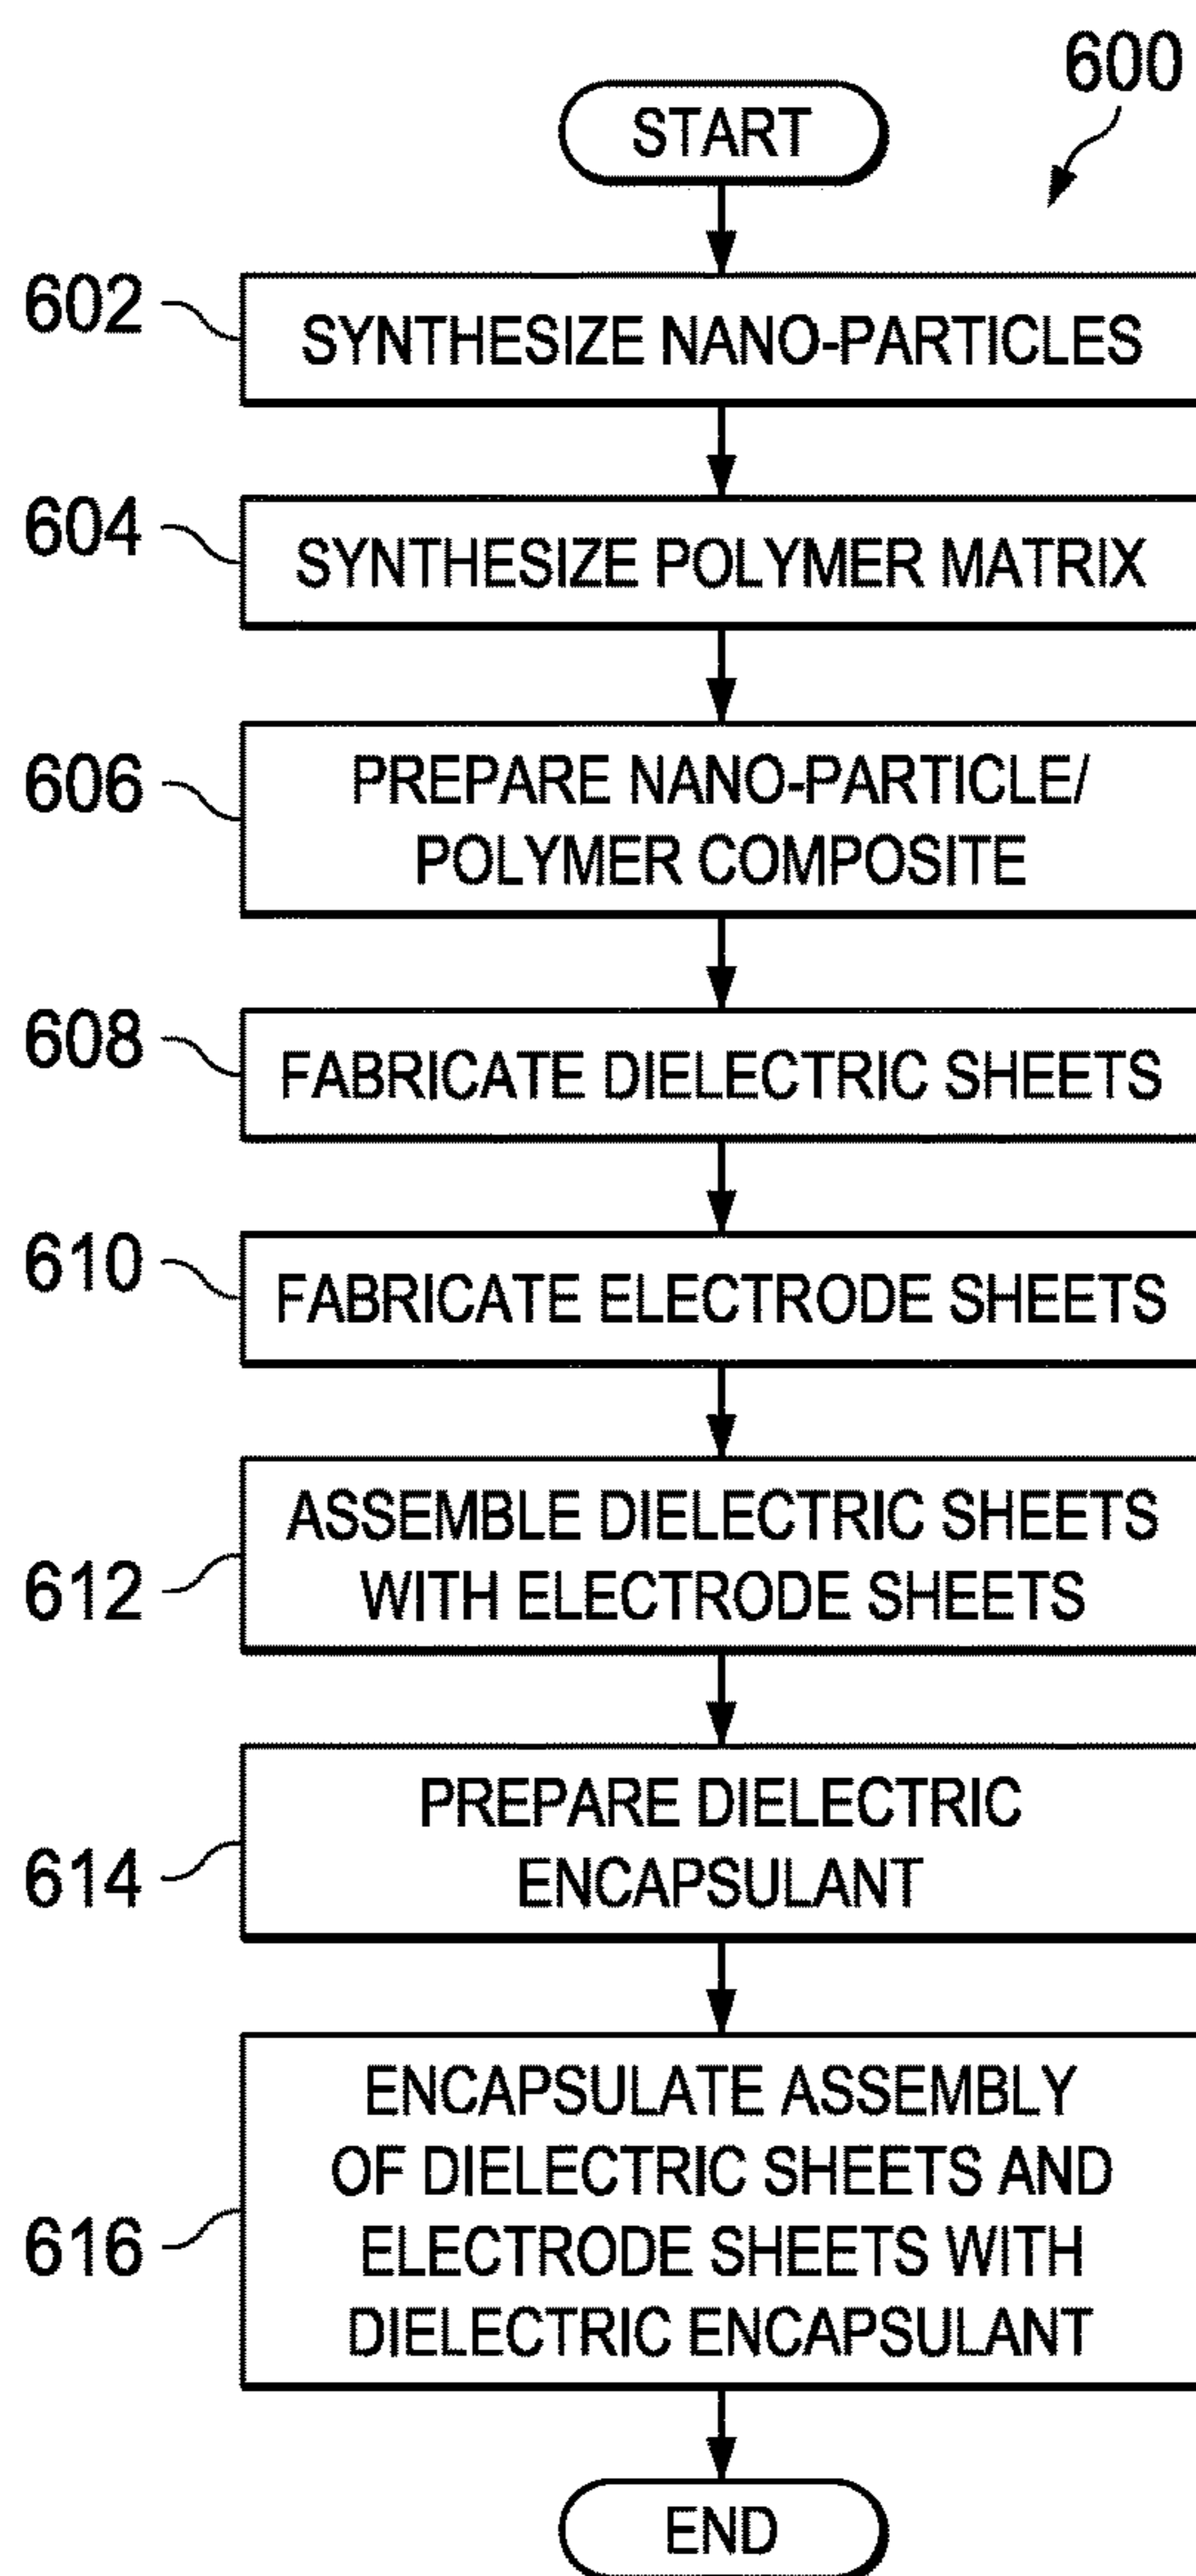 600
START
602
SYNTHESIZE NANO-PARTICLES
604
SYNTHESIZE POLYMER MATRIX
606
PREPARE NANO-PARTICLE/
POLYMER COMPOSITE
608
FABRICATE DIELECTRIC SHEETS
610
FABRICATE ELECTRODE SHEETS
612
ASSEMBLE DIELECTRIC SHEETS
WITH ELECTRODE SHEETS
614
PREPARE DIELECTRIC
ENCAPSULANT
616
ENCAPSULATE ASSEMBLY
OF DIELECTRIC SHEETS AND
ELECTRODE SHEETS WITH
DIELECTRIC ENCAPSULANT
END